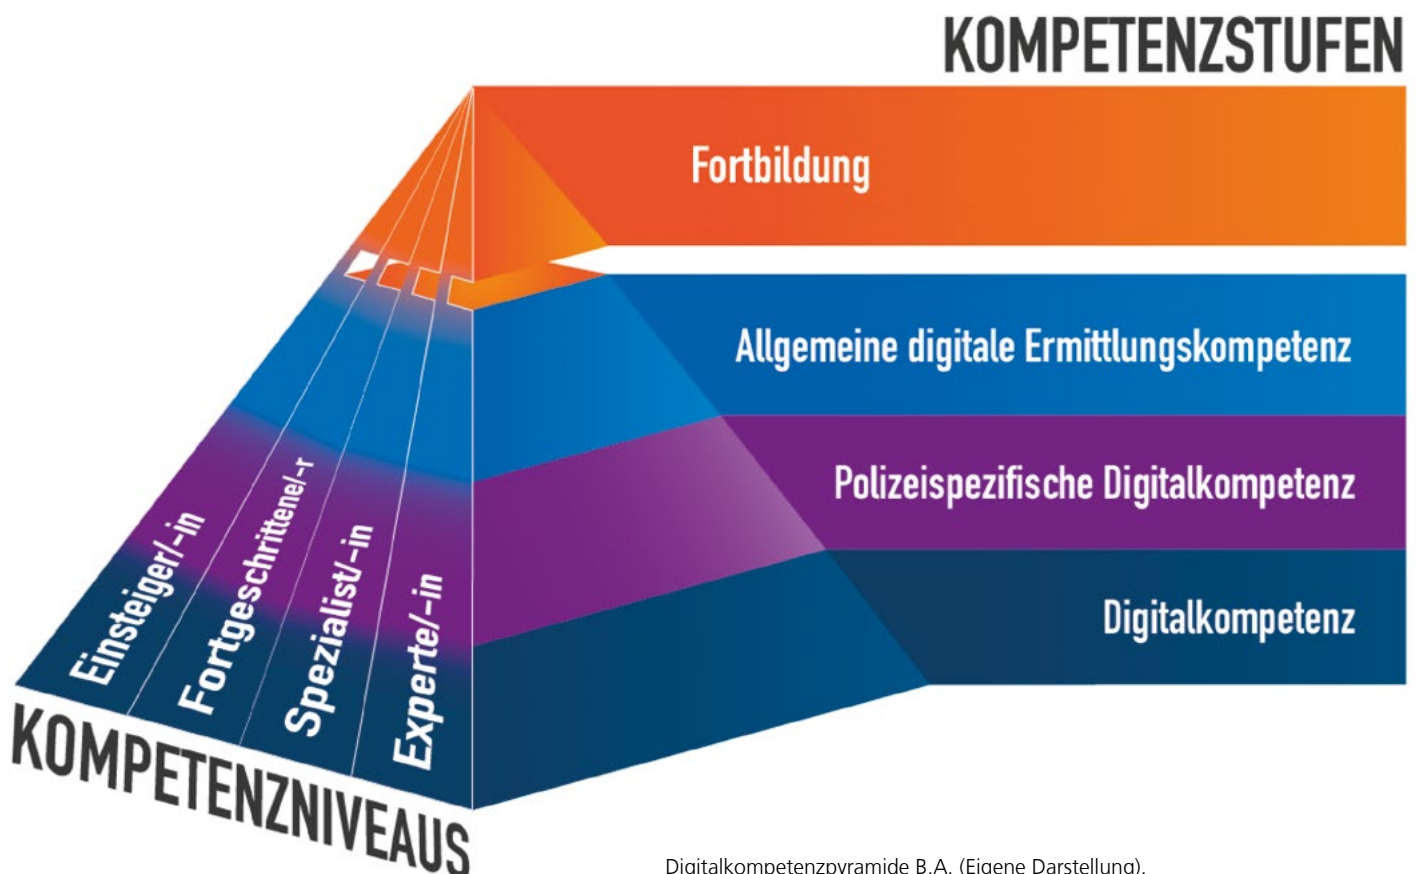 KOMPETENZSTUFEN
Fortbildung
Allgemeine digitale Ermittlungskompetenz
Polizeispezifische Digitalkompetenz
Digitalkompetenz
Einsteiger/-in
Fortgeschrittene/-r
Spezialist/-in
Experte/-in
KOMPETENZNIVEAUS
Digitalkompetenzpyramide B.A. (Eigene Darstellung).